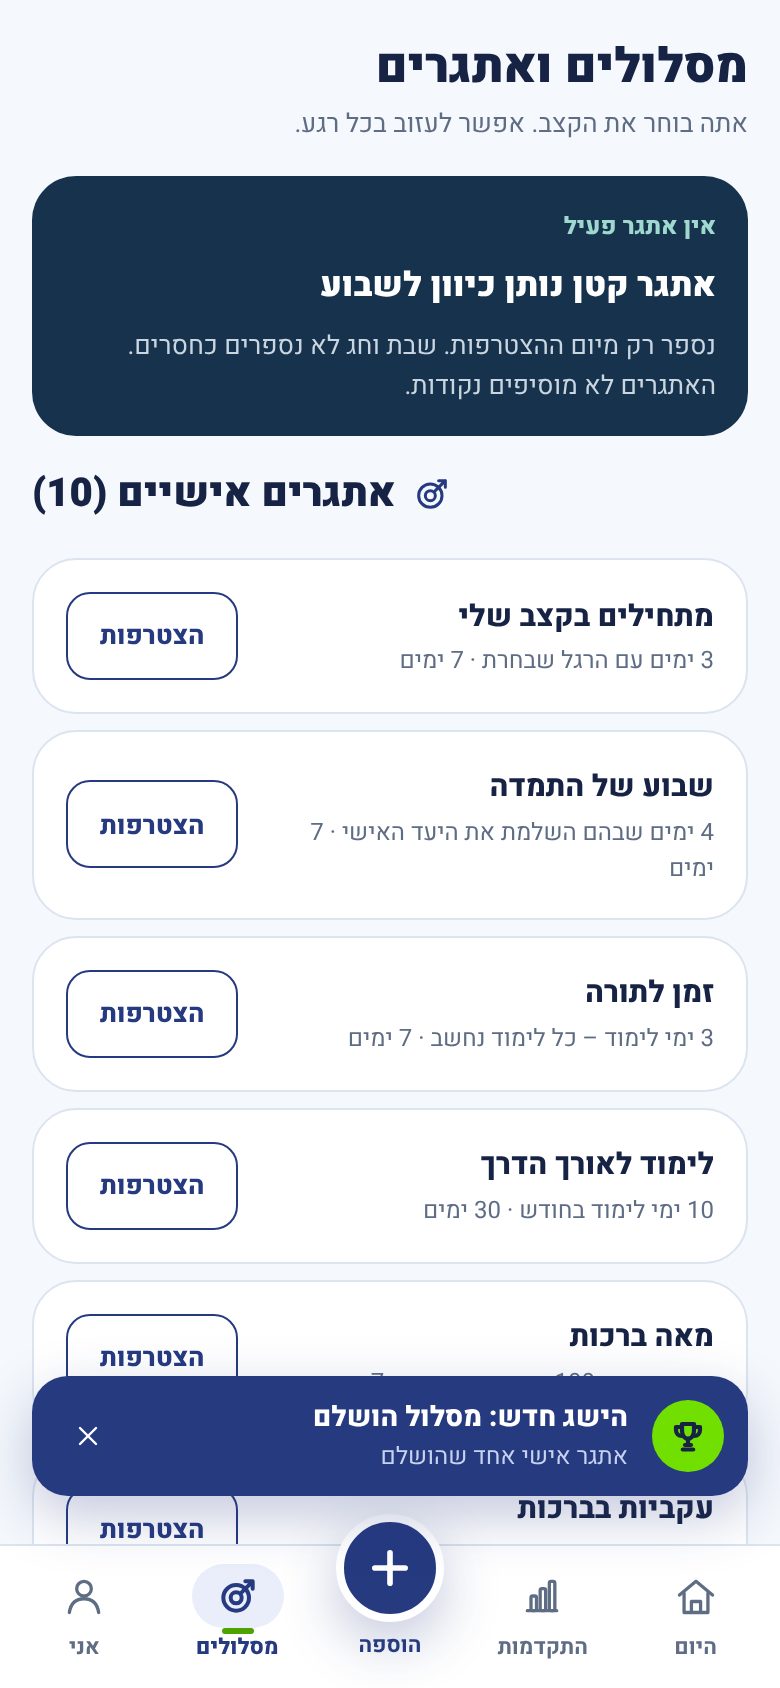 מסלולים ואתגרים
אתה בוחר את הקצב. אפשר לעזוב בכל רגע.
אין אתגר פעיל
אתגר קטן נותן כיוון לשבוע
נספר רק מיום ההצטרפות. שבת וחג לא נספרים כחסרים.
האתגרים לא מוסיפים נקודות.
אתגרים אישיים (10)
מתחילים בקצב שלי
3 ימים עם הרגל שבחרת · 7 ימים
הצטרפות
שבוע של התמדה
4 ימים שבהם השלמת את היעד האישי · 7
ימים
הצטרפות
זמן לתורה
3 ימי לימוד – כל לימוד נחשב · 7 ימים
הצטרפות
לימוד לאורך הדרך
10 ימי לימוד בחודש · 30 ימים
הצטרפות
מאה ברכות
הצטרפות
הישג חדש: מסלול הושלם
אתגר אישי אחד שהושלם
עקביות בברכות
הצטרפות
היום
התקדמות
הוספה
מסלולים
אני